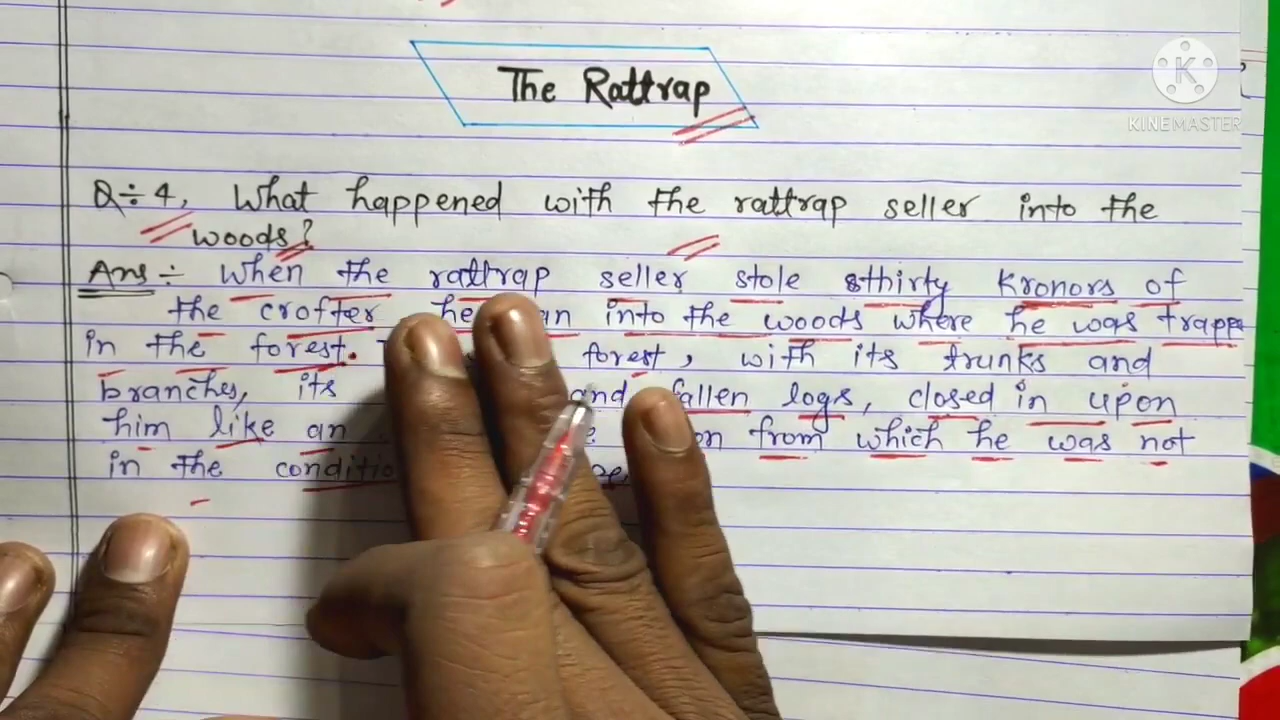 The Rattrap
KINEMASTER
Q÷4, What happened with the rattrap seller into the
woods?
Ans÷ When the rattrap seller stole sthirty Kronors of
the crofter he an into the woods where he was trappe
in the forest. forest, with its trunks and
branches, its and fallen logs, closed in upon
him like an from which he was not
in the